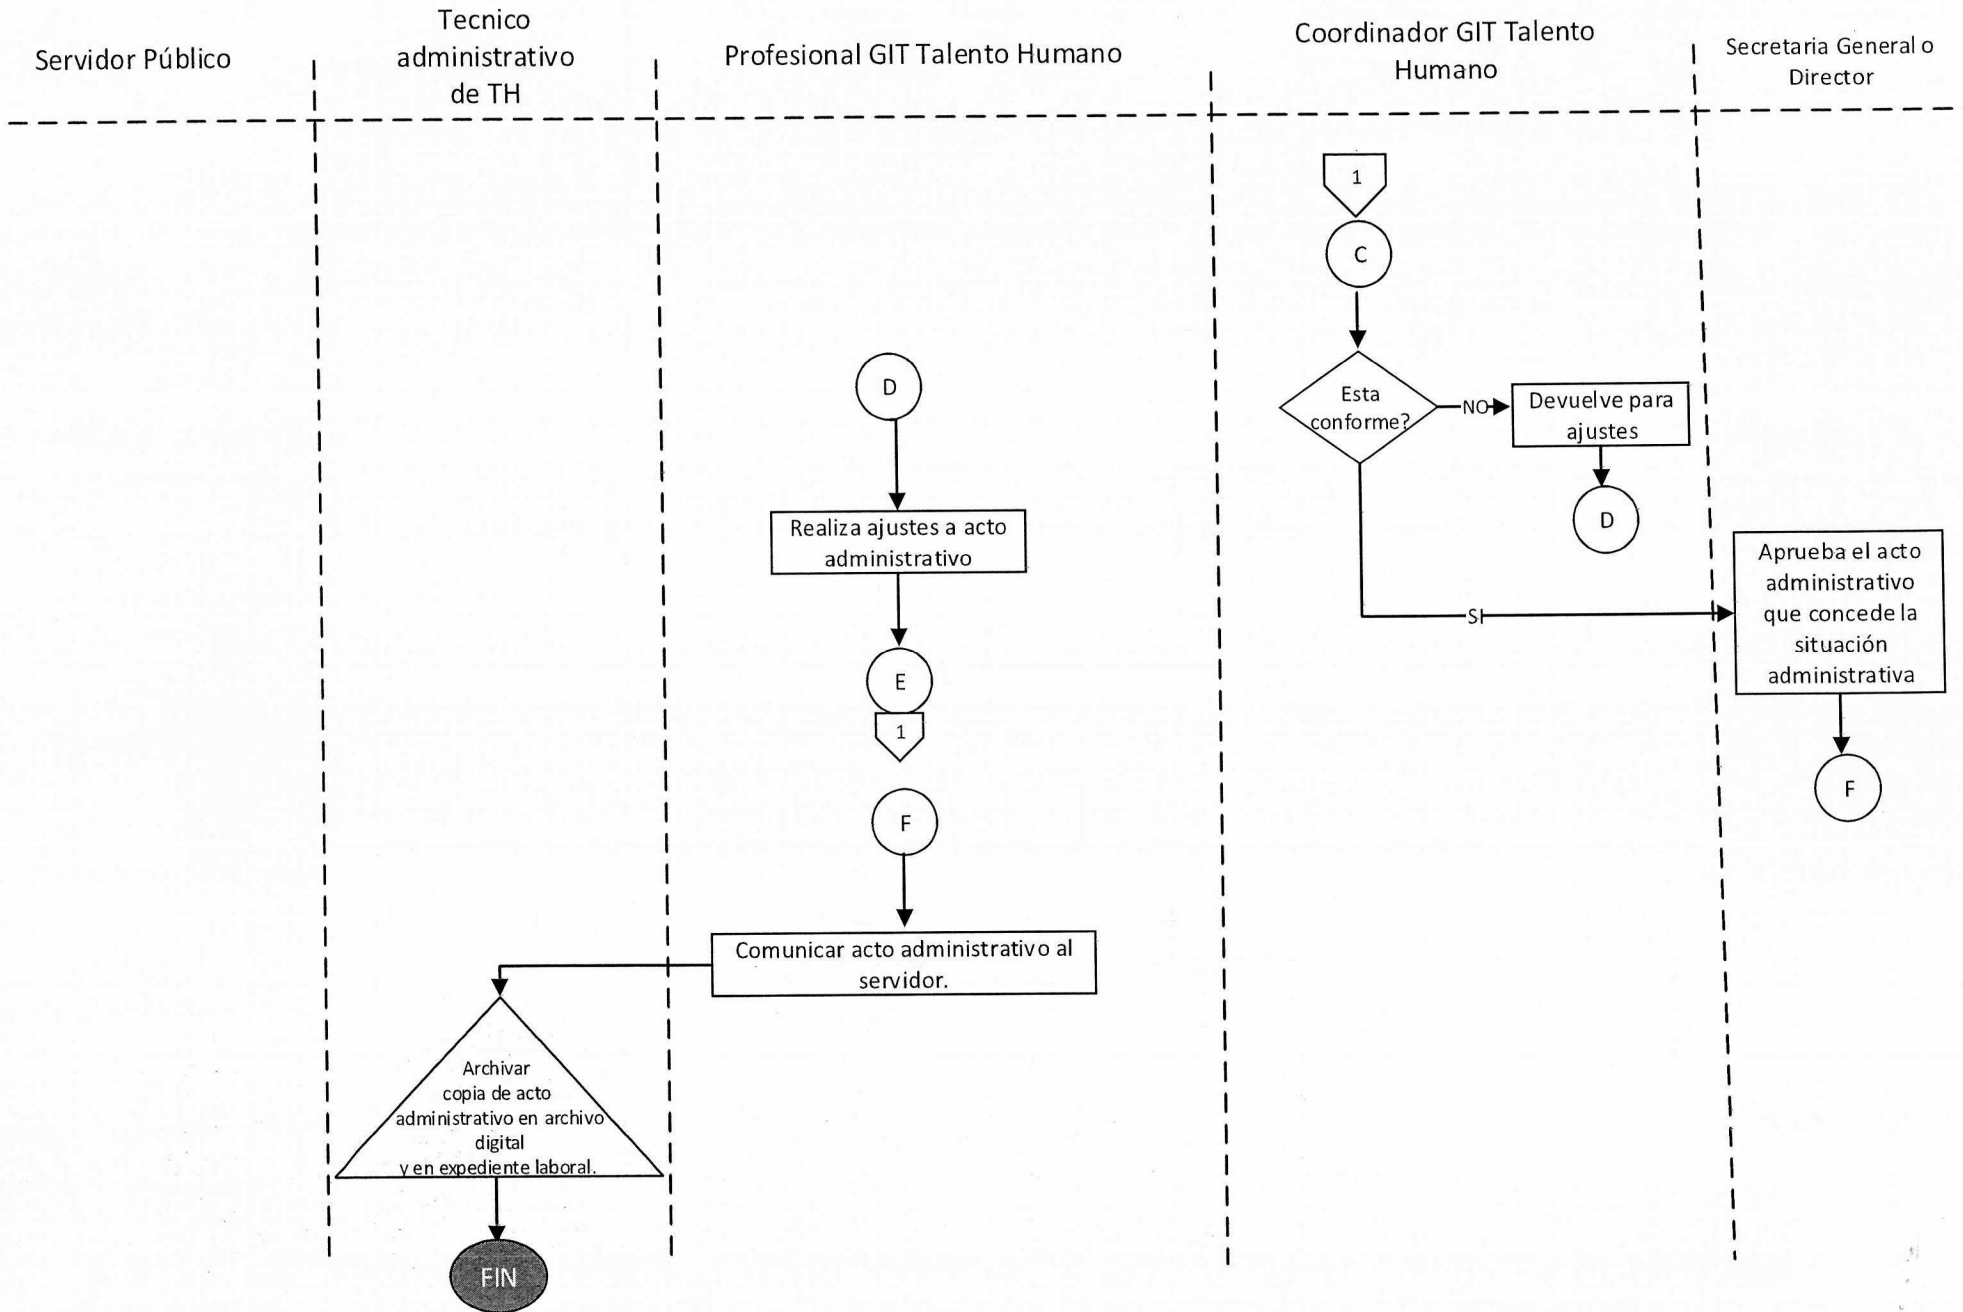 Servidor Público
Tecnico
administrativo
de TH
Profesional GIT Talento Humano
Coordinador GIT Talento
Humano
Secretaria General o
Director
1
C
Esta
conforme?
NO
Devuelve para
ajustes
D
SI
Aprueba el acto
administrativo
que concede la
situación
administrativa
F
D
Realiza ajustes a acto
administrativo
E
1
F
Comunicar acto administrativo al
servidor.
Archivar
copia de acto
administrativo en archivo
digital
y en expediente laboral.
FIN